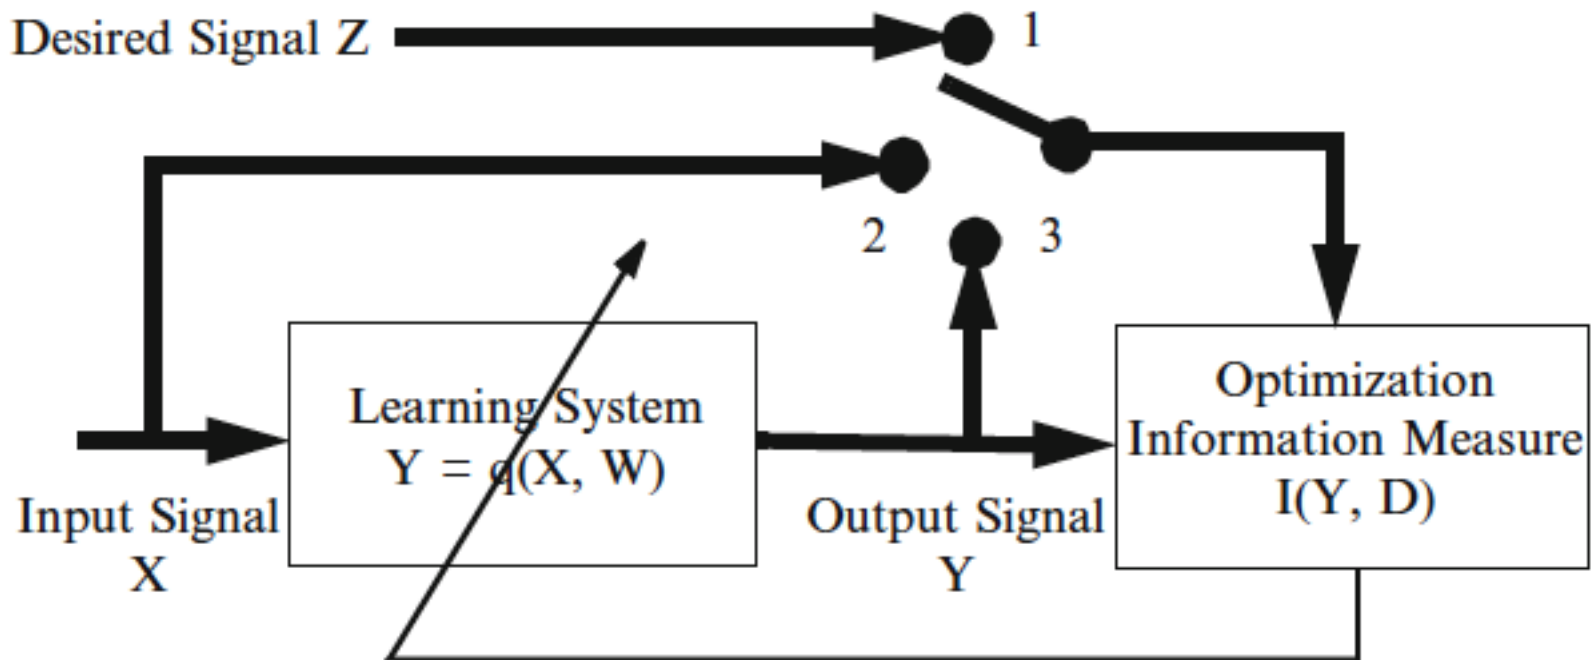 Desired Signal Z
1
2
3
Learning System
Y = q(X, W)
Input Signal
X
Output Signal
Y
Optimization
Information Measure
I(Y, D)